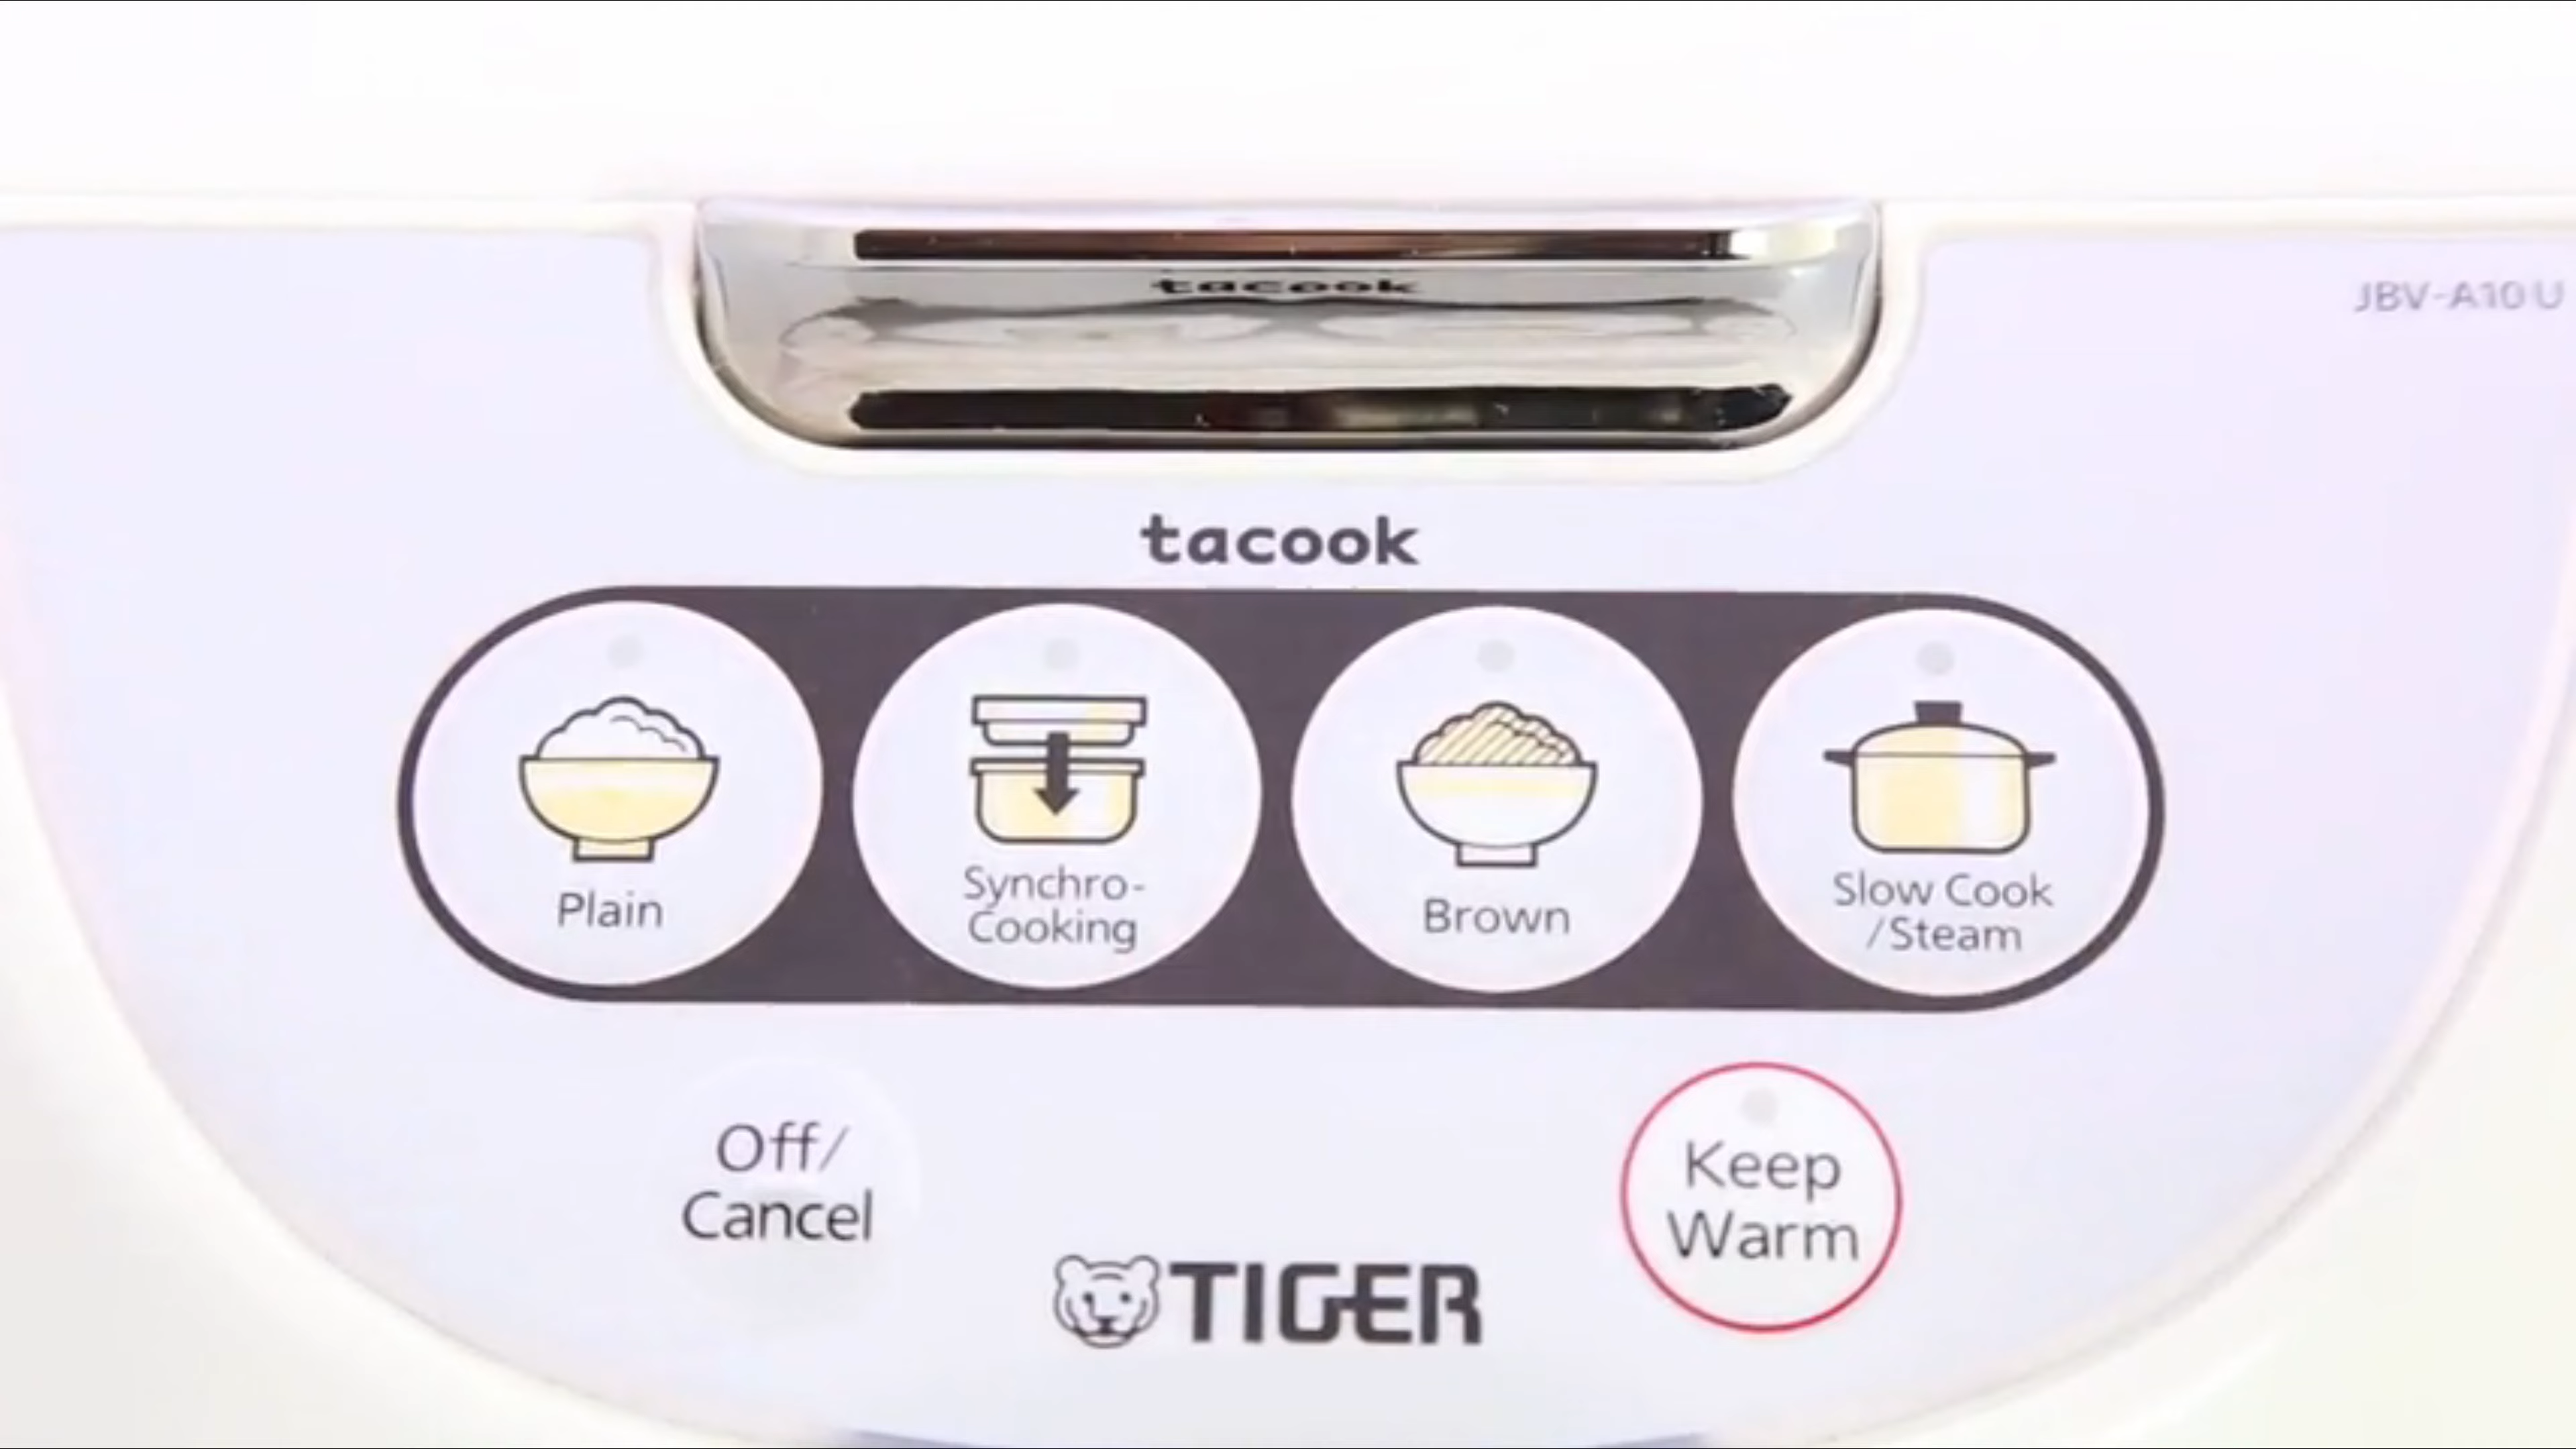 tacook
JBV-A10U
tacook
Plain
Synchro-
Cooking
Brown
Slow Cook
/Steam
Off/
Cancel
Keep
Warm
TIGER